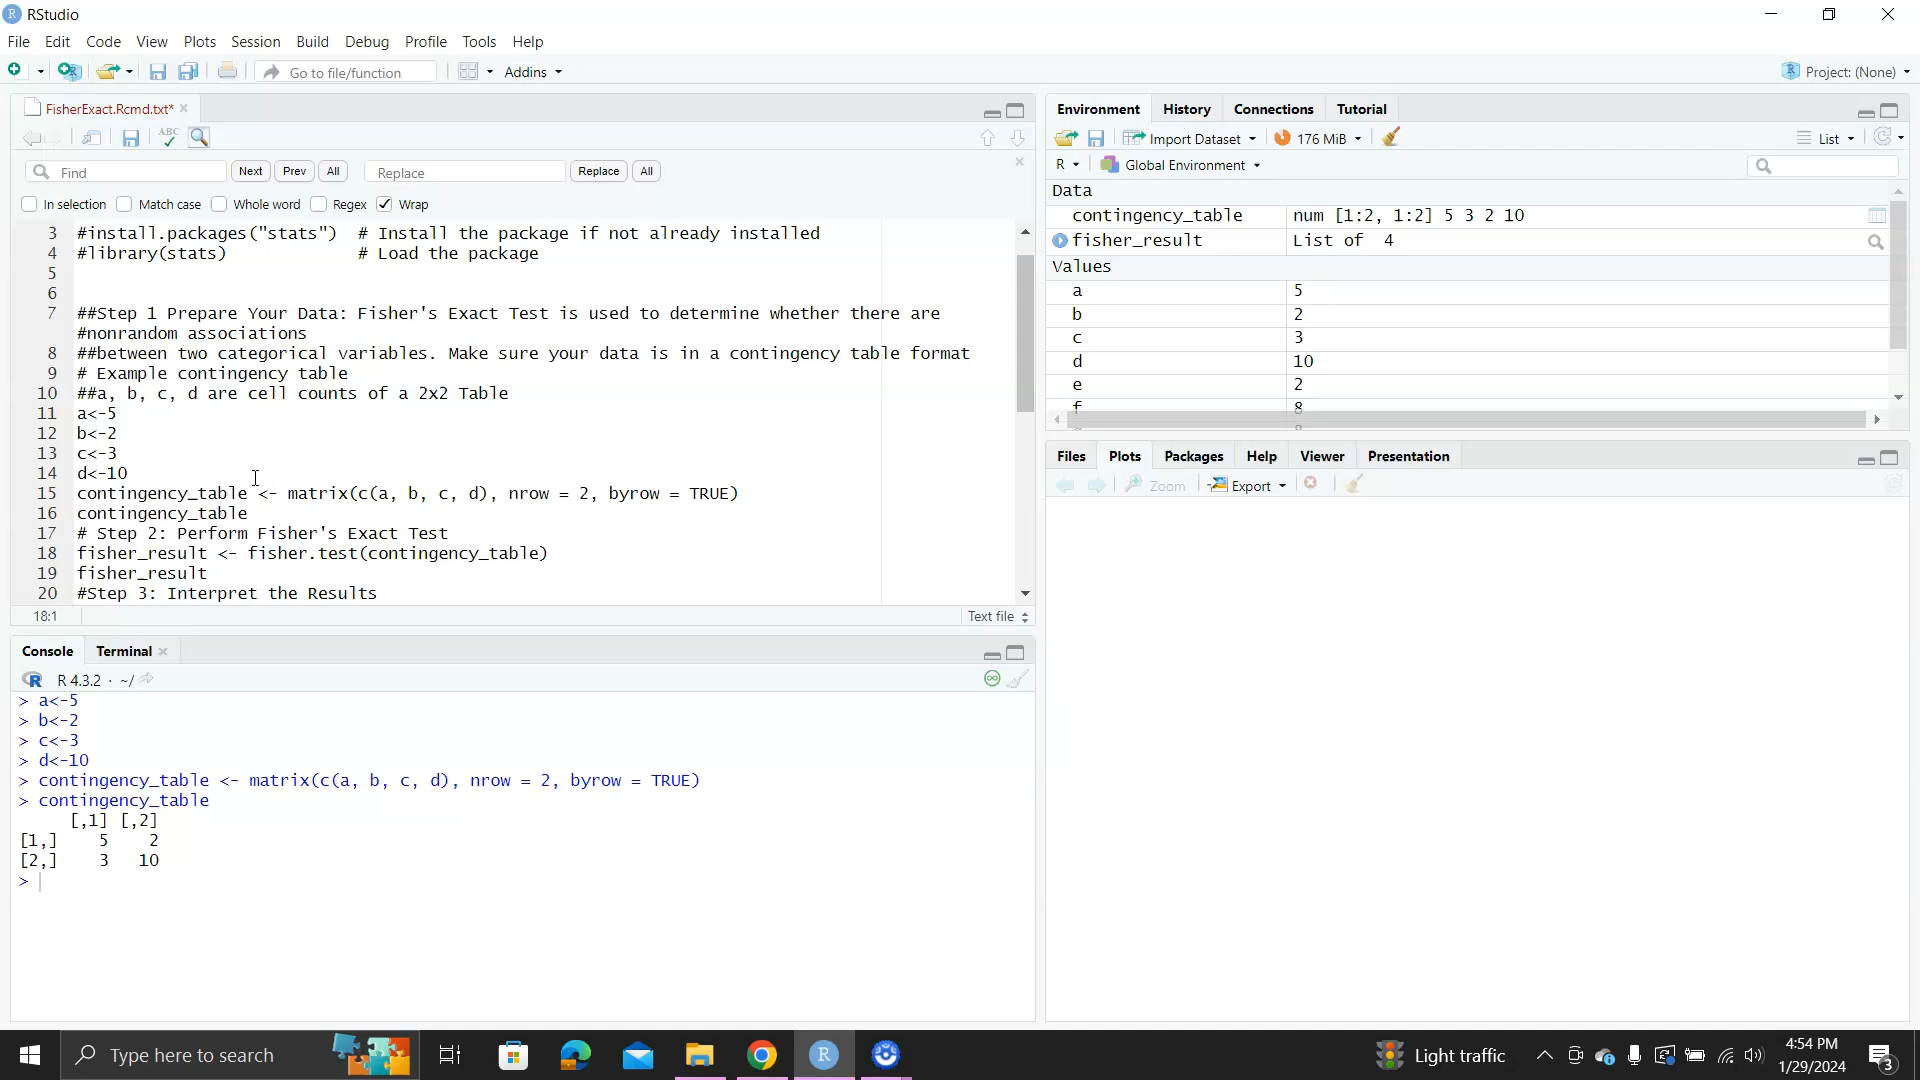 RStudio
File Edit Code View Plots Session Build Debug Profile Tools Help
Go to file/function Addins Project: (None)
FisherExact.Rcmd.txt*
ABC
Find Next Prev All Replace Replace All
In selection Match case Whole word Regex Wrap
3 #install.packages("stats") # Install the package if not already installed
4 #library(stats) # Load the package
5
6
7 ##Step 1 Prepare Your Data: Fisher's Exact Test is used to determine whether there are
#nonrandom associations
8 ##between two categorical variables. Make sure your data is in a contingency table format
9 # Example contingency table
10 ##a, b, c, d are cell counts of a 2x2 Table
11 a<-5
12 b<-2
13 c<-3
14 d<-10
15 contingency_table <- matrix(c(a, b, c, d), nrow = 2, byrow = TRUE)
16 contingency_table
17 # Step 2: Perform Fisher's Exact Test
18 fisher_result <- fisher.test(contingency_table)
19 fisher_result
20 #Step 3: Interpret the Results
18:1 Text file
Console Terminal
R R 4.3.2 · ~/
> a<-5
> b<-2
> c<-3
> d<-10
> contingency_table <- matrix(c(a, b, c, d), nrow = 2, byrow = TRUE)
> contingency_table
[,1] [,2]
[1,] 5 2
[2,] 3 10
>
Environment History Connections Tutorial
Import Dataset 176 MiB List
R Global Environment
Data
contingency_table num [1:2, 1:2] 5 3 2 10
fisher_result List of 4
Values
a 5
b 2
c 3
d 10
e 2
f 8
Files Plots Packages Help Viewer Presentation
Zoom Export
Type here to search
R
Light traffic
4:54 PM
1/29/2024
3